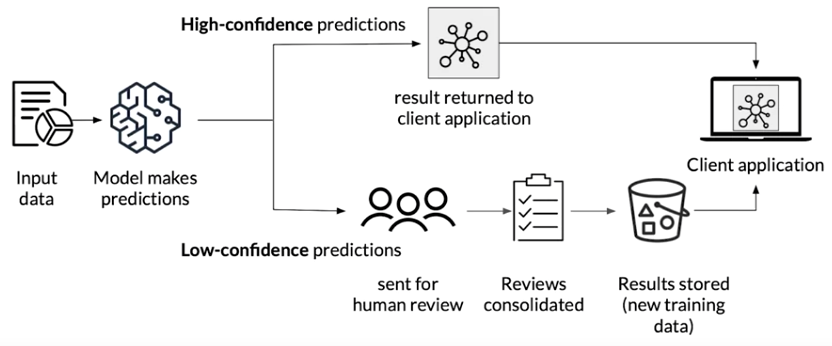 High-confidence predictions
result returned to
client application
Input
data
Model makes
predictions
Client application
Low-confidence predictions
sent for
human review
Reviews
consolidated
Results stored
(new training
data)